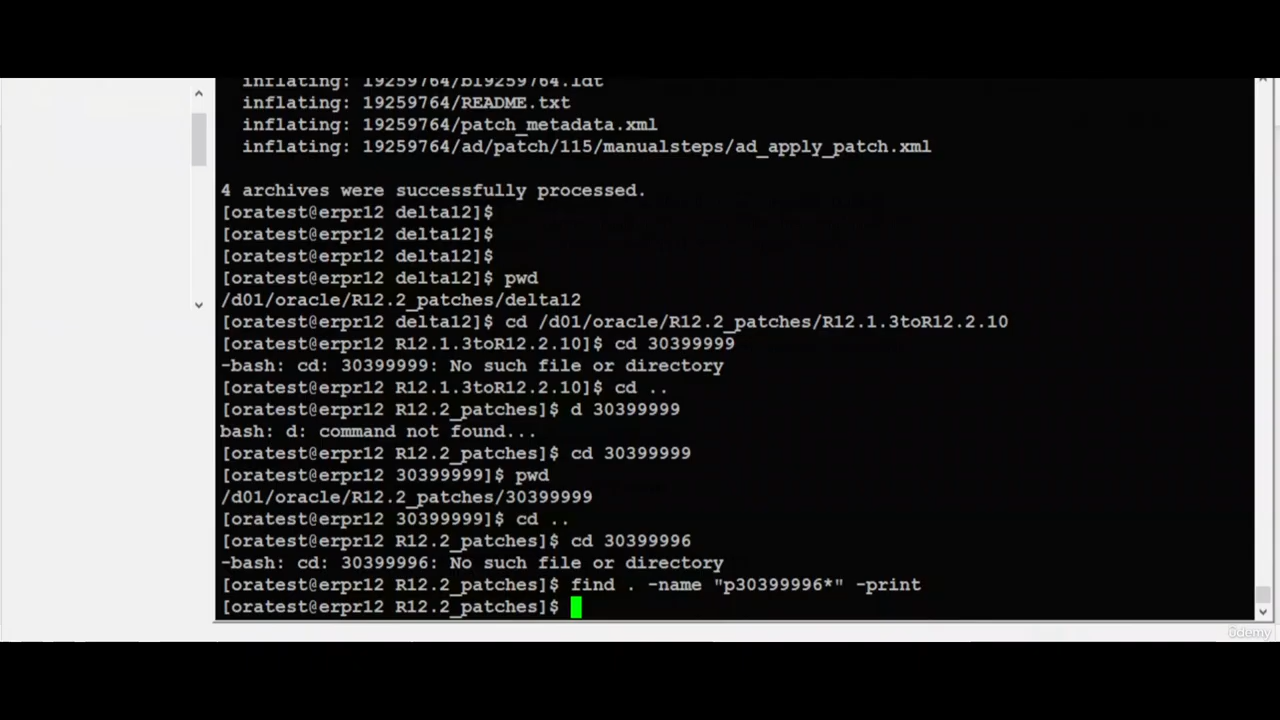 inflating: 19259764/b19259764.ldt
inflating: 19259764/README.txt
inflating: 19259764/patch_metadata.xml
inflating: 19259764/ad/patch/115/manualsteps/ad_apply_patch.xml
4 archives were successfully processed.
[oratest@erpr12 delta12]$
[oratest@erpr12 delta12]$
[oratest@erpr12 delta12]$
[oratest@erpr12 delta12]$ pwd
/d01/oracle/R12.2_patches/delta12
[oratest@erpr12 delta12]$ cd /d01/oracle/R12.2_patches/R12.1.3toR12.2.10
[oratest@erpr12 R12.1.3toR12.2.10]$ cd 30399999
-bash: cd: 30399999: No such file or directory
[oratest@erpr12 R12.1.3toR12.2.10]$ cd ..
[oratest@erpr12 R12.2_patches]$ d 30399999
bash: d: command not found...
[oratest@erpr12 R12.2_patches]$ cd 30399999
[oratest@erpr12 30399999]$ pwd
/d01/oracle/R12.2_patches/30399999
[oratest@erpr12 30399999]$ cd ..
[oratest@erpr12 R12.2_patches]$ cd 30399996
-bash: cd: 30399996: No such file or directory
[oratest@erpr12 R12.2_patches]$ find . -name "p30399996*" -print
[oratest@erpr12 R12.2_patches]$
ûdemy